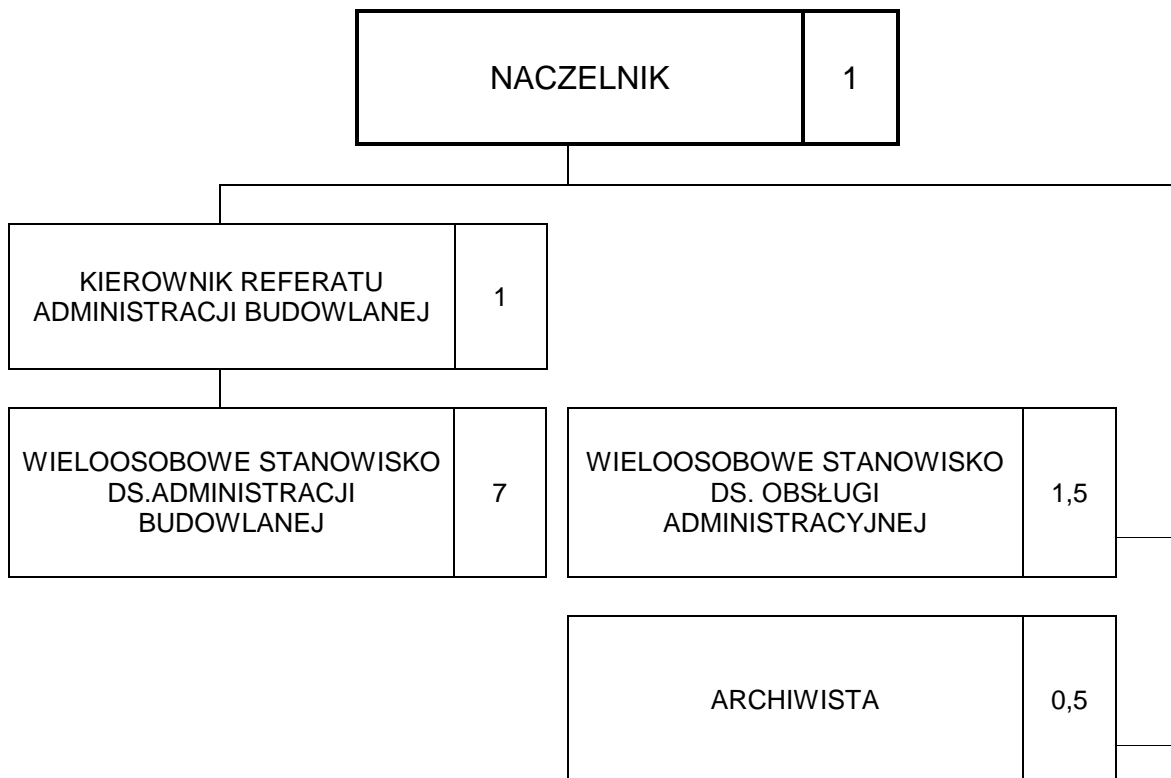 NACZELNIK
1
KIEROWNIK REFERATU
ADMINISTRACJI BUDOWLANEJ
1
WIELOOSOBOWE STANOWISKO
DS.ADMINISTRACJI
BUDOWLANEJ
7
WIELOOSOBOWE STANOWISKO
DS. OBSŁUGI
ADMINISTRACYJNEJ
1,5
ARCHIWISTA
0,5